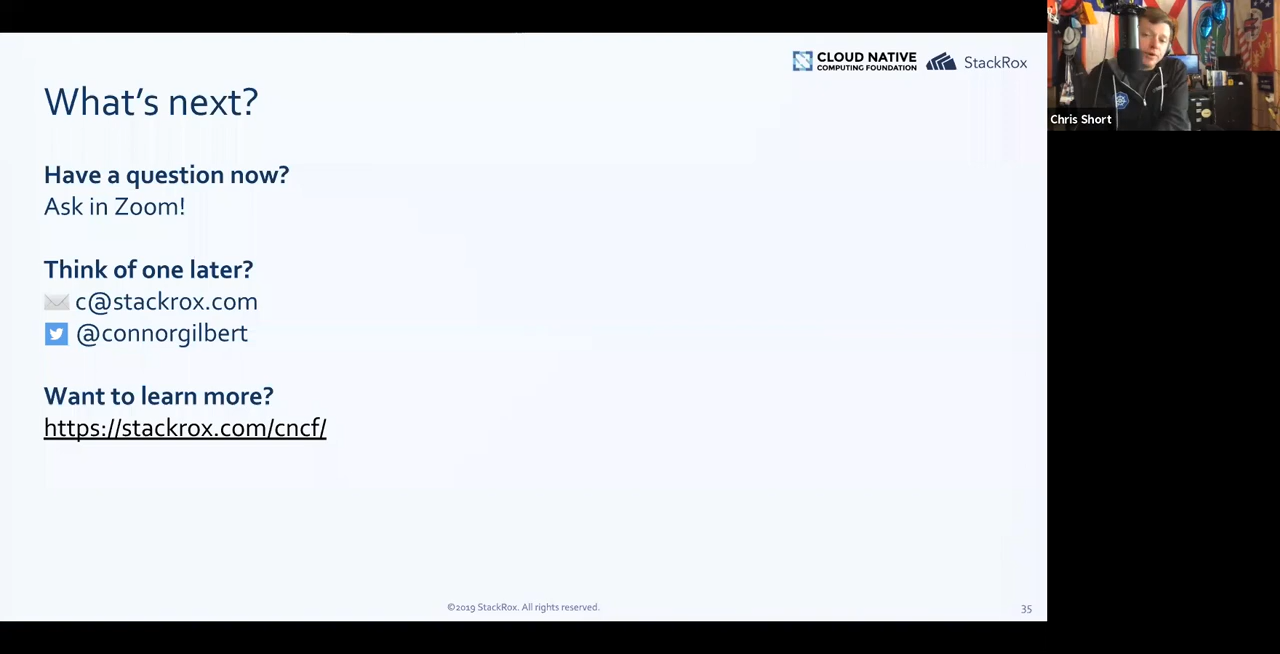 CLOUD NATIVE
COMPUTING FOUNDATION
StackRox
What's next?
Have a question now?
Ask in Zoom!
Think of one later?
c@stackrox.com
@connorgilbert
Want to learn more?
https://stackrox.com/cncf/
©2019 StackRox. All rights reserved.
35
Chris Short